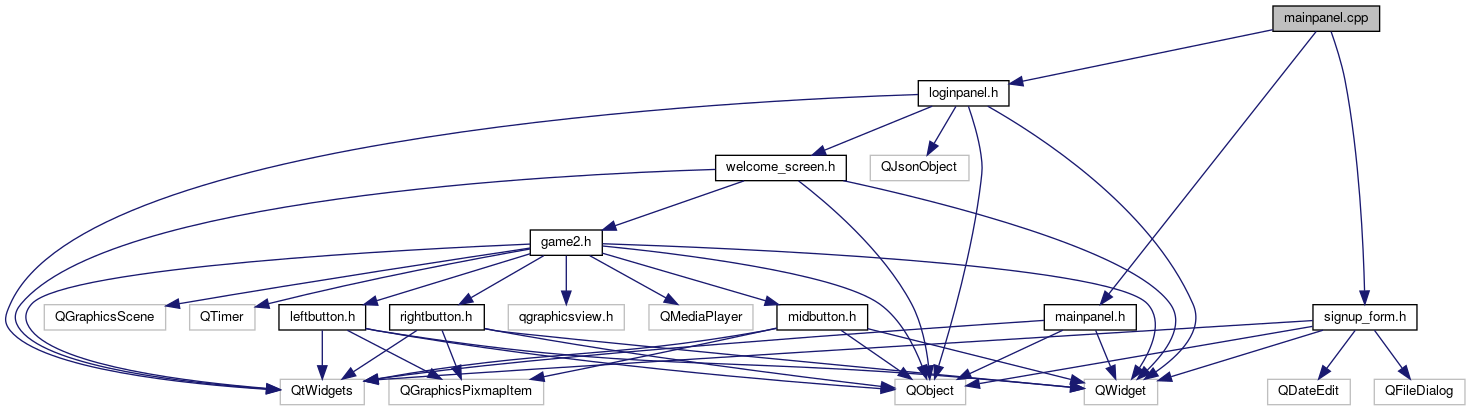 mainpanel.cpp
loginpanel.h
welcome_screen.h
QJsonObject
game2.h
QGraphicsScene
QTimer
leftbutton.h
rightbutton.h
qgraphicsview.h
QMediaPlayer
midbutton.h
mainpanel.h
signup_form.h
QtWidgets
QGraphicsPixmapItem
QObject
QWidget
QDateEdit
QFileDialog